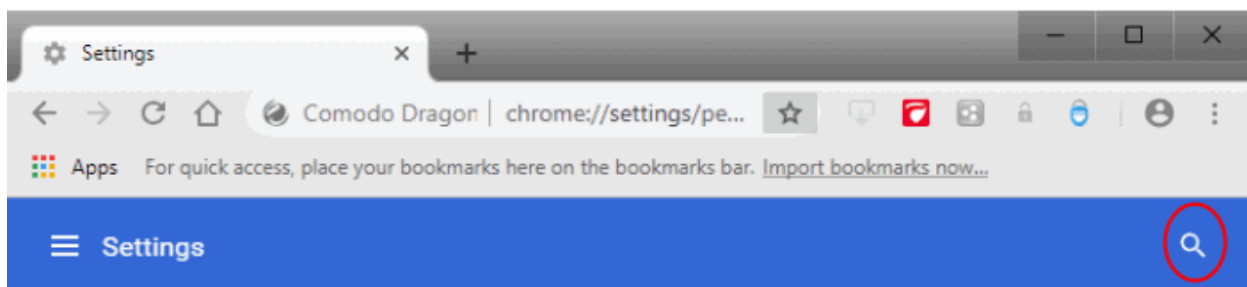 Settings
Comodo Dragon | chrome://settings/pe...
Apps For quick access, place your bookmarks here on the bookmarks bar. Import bookmarks now...
Settings